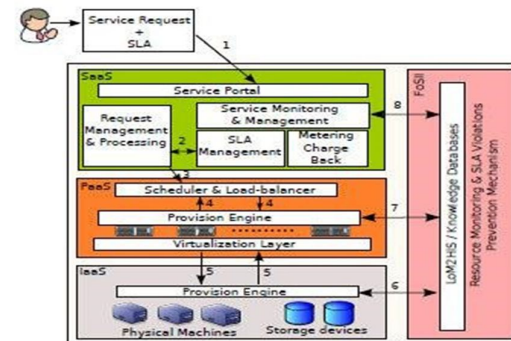 Service Request
+
SLA
1
SaaS
Service Portal
Request
Management
& Processing
2
Service Monitoring
& Management
SLA
Management
Metering
Charge
Back
8
3
PaaS
Scheduler & Load-balancer
4
4
Provision Engine
7
Virtualization Layer
5
5
IaaS
Provision Engine
6
Physical Machines
Storage devices
FoSII
LoM2HIS / Knowledge Databases
Resource Monitoring & SLA Violations
Prevention Mechanism